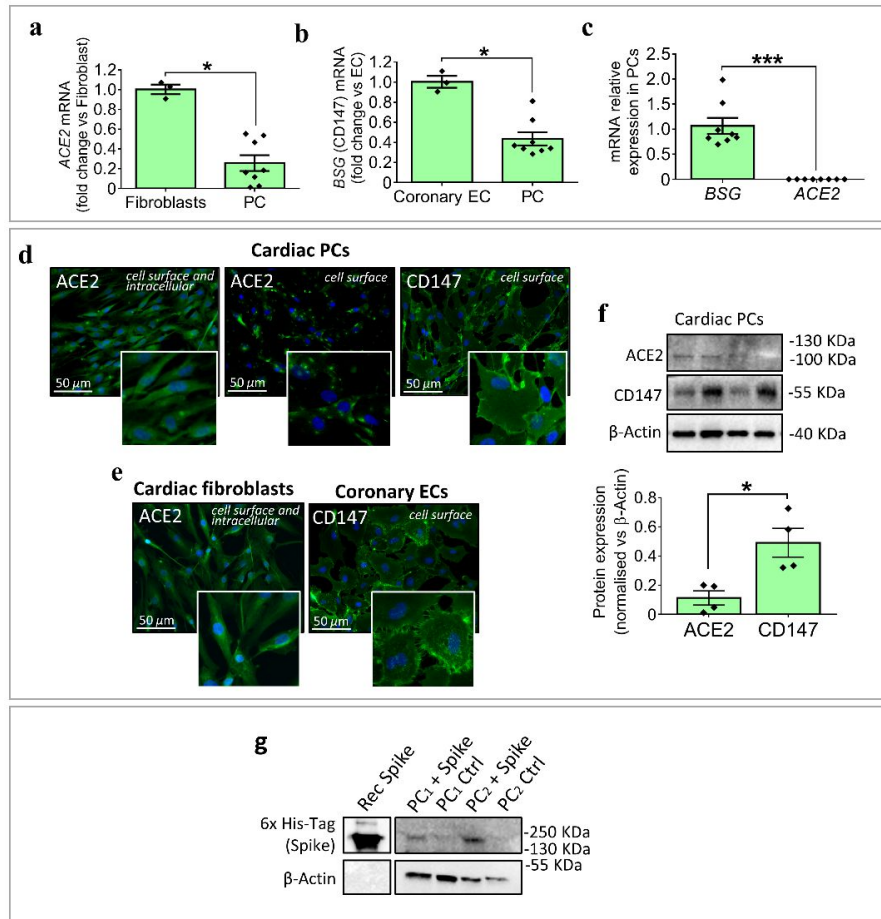 a
ACE2 mRNA
(fold change vs Fibroblast)
1.2
1.0
0.8
0.6
0.4
0.2
0
*
Fibroblasts
PC
b
BSG (CD147) mRNA
(fold change vs EC)
1.2
1.0
0.8
0.6
0.4
0.2
0
*
Coronary EC
PC
c
mRNA relative
expression in PCs
2.5
2.0
1.5
1.0
0.5
0
***
BSG
ACE2
d
Cardiac PCs
ACE2
cell surface and
intracellular
50 µm
ACE2
cell surface
50 µm
CD147
cell surface
50 µm
e
Cardiac fibroblasts
ACE2
cell surface and
intracellular
50 µm
Coronary ECs
CD147
cell surface
50 µm
f
Cardiac PCs
ACE2
-130 KDa
-100 KDa
CD147
-55 KDa
β-Actin
-40 KDa
Protein expression
(normalised vs β-Actin)
0.8
0.6
0.4
0.2
0
*
ACE2
CD147
g
Rec Spike
PC1 + Spike
PC1 Ctrl
PC2 + Spike
PC2 Ctrl
6x His-Tag
(Spike)
-250 KDa
-130 KDa
-55 KDa
β-Actin